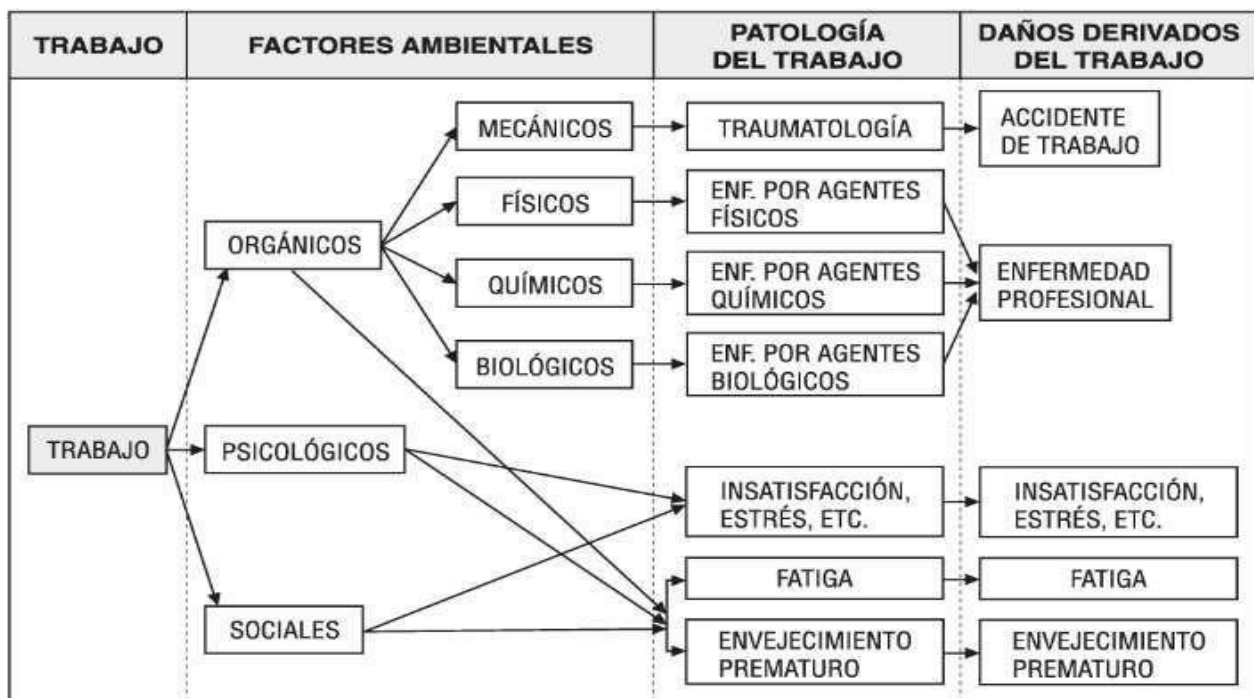 TRABAJO
FACTORES AMBIENTALES
PATOLOGÍA
DEL TRABAJO
DAÑOS DERIVADOS
DEL TRABAJO
MECÁNICOS
TRAUMATOLOGÍA
ACCIDENTE
DE TRABAJO
FÍSICOS
ENF. POR AGENTES
FÍSICOS
ORGÁNICOS
QUÍMICOS
ENF. POR AGENTES
QUÍMICOS
ENFERMEDAD
PROFESIONAL
BIOLÓGICOS
ENF. POR AGENTES
BIOLÓGICOS
TRABAJO
PSICOLÓGICOS
INSATISFACCIÓN,
ESTRÉS, ETC.
INSATISFACCIÓN,
ESTRÉS, ETC.
FATIGA
FATIGA
SOCIALES
ENVEJECIMIENTO
PREMATURO
ENVEJECIMIENTO
PREMATURO